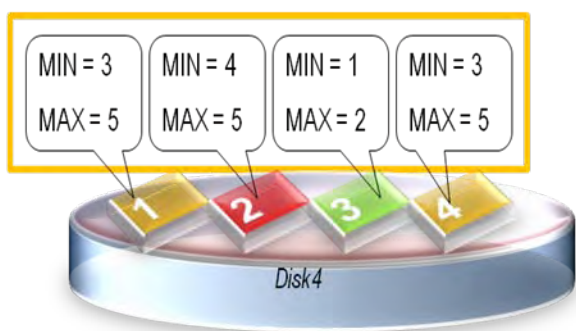 MIN = 3
MAX = 5
MIN = 4
MAX = 5
MIN = 1
MAX = 2
MIN = 3
MAX = 5
1
2
3
4
Disk4